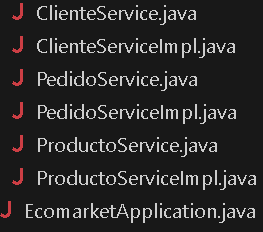 ClienteService.java
ClienteServiceImpl.java
PedidoService.java
PedidoServiceImpl.java
ProductoService.java
ProductoServiceImpl.java
EcomarketApplication.java